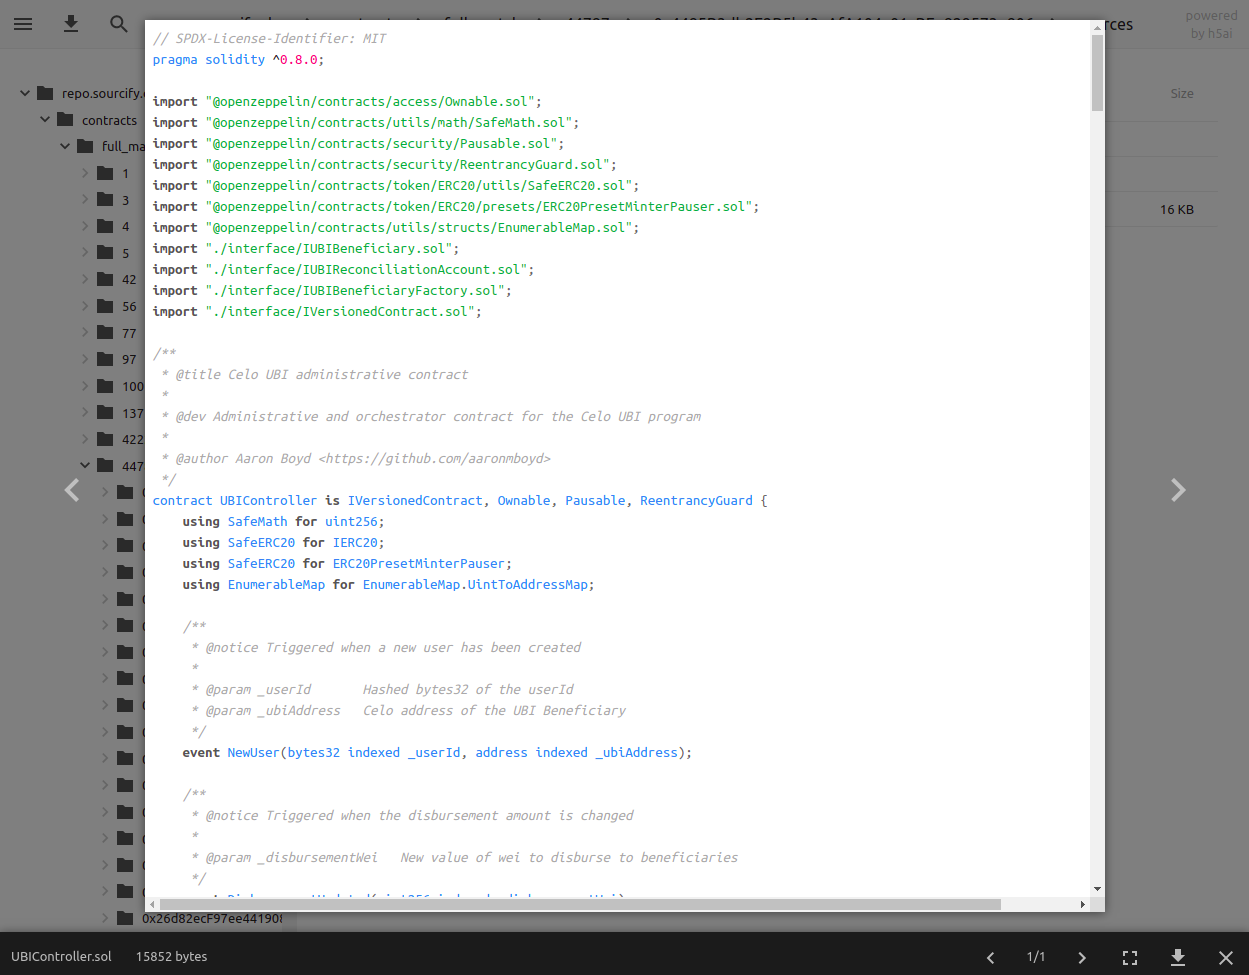 powered
by h5ai
rces
// SPDX-License-Identifier: MIT
pragma solidity ^0.8.0;
import "@openzeppelin/contracts/access/Ownable.sol";
import "@openzeppelin/contracts/utils/math/SafeMath.sol";
import "@openzeppelin/contracts/security/Pausable.sol";
import "@openzeppelin/contracts/security/ReentrancyGuard.sol";
import "@openzeppelin/contracts/token/ERC20/utils/SafeERC20.sol";
import "@openzeppelin/contracts/token/ERC20/presets/ERC20PresetMinterPauser.sol";
import "@openzeppelin/contracts/utils/structs/EnumerableMap.sol";
import "./interface/IUBIBeneficiary.sol";
import "./interface/IUBIReconciliationAccount.sol";
import "./interface/IUBIBeneficiaryFactory.sol";
import "./interface/IVersionedContract.sol";
/**
* @title Celo UBI administrative contract
*
* @dev Administrative and orchestrator contract for the Celo UBI program
*
* @author Aaron Boyd <https://github.com/aaronmboyd>
*/
contract UBIController is IVersionedContract, Ownable, Pausable, ReentrancyGuard {
using SafeMath for uint256;
using SafeERC20 for IERC20;
using SafeERC20 for ERC20PresetMinterPauser;
using EnumerableMap for EnumerableMap.UintToAddressMap;
/**
* @notice Triggered when a new user has been created
*
* @param _userId Hashed bytes32 of the userId
* @param _ubiAddress Celo address of the UBI Beneficiary
*/
event NewUser(bytes32 indexed _userId, address indexed _ubiAddress);
/**
* @notice Triggered when the disbursement amount is changed
*
* @param _disbursementWei New value of wei to disburse to beneficiaries
*/
repo.sourcify.
contracts
full_ma
1
3
4
5
42
56
77
97
100
137
422
447
0x26d82ecF97ee44190
Size
16 KB
UBIController.sol 15852 bytes
1/1